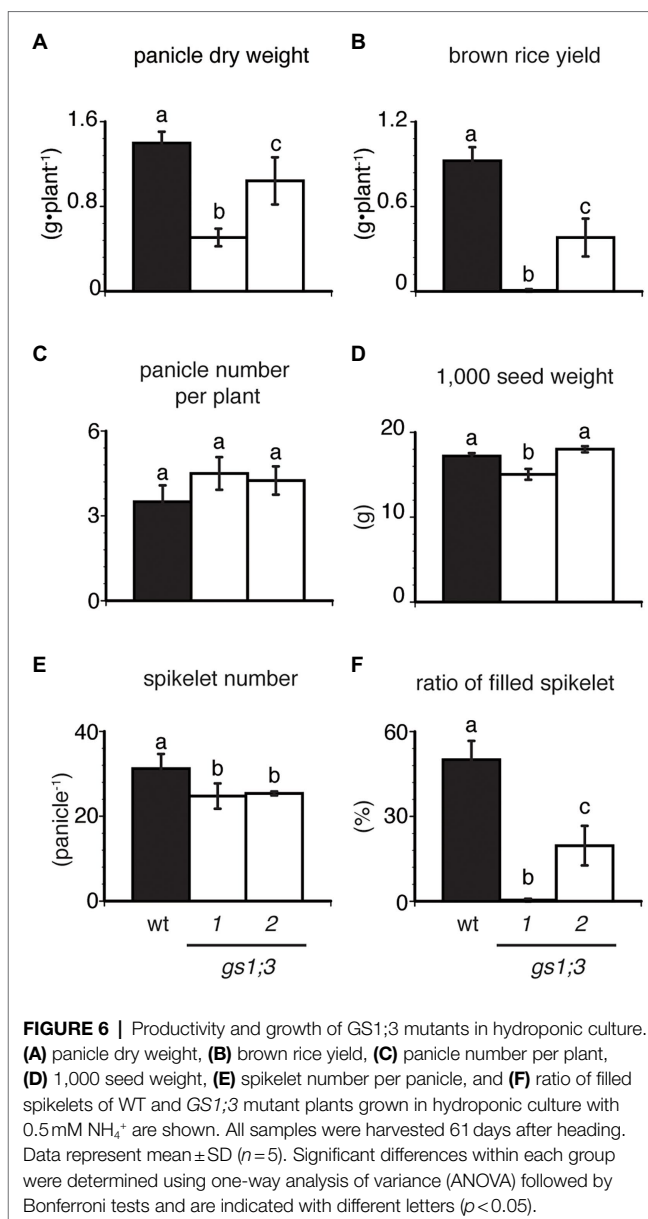 A
panicle dry weight
1.6
0.8
0
(g•plant⁻¹)
a
b
c
B
brown rice yield
1.2
0.6
0
(g•plant⁻¹)
a
b
c
C
panicle number
per plant
6
3
0
a
a
a
D
1,000 seed weight
20
10
0
(g)
a
b
a
E
spikelet number
40
20
0
(panicle⁻¹)
a
b
b
wt
1
2
gs1;3
F
ratio of filled spikelet
60
30
0
(%)
a
b
c
wt
1
2
gs1;3
FIGURE 6 | Productivity and growth of GS1;3 mutants in hydroponic culture.
(A) panicle dry weight, (B) brown rice yield, (C) panicle number per plant,
(D) 1,000 seed weight, (E) spikelet number per panicle, and (F) ratio of filled
spikelets of WT and GS1;3 mutant plants grown in hydroponic culture with
0.5 mM NH₄⁺ are shown. All samples were harvested 61 days after heading.
Data represent mean ± SD (n = 5). Significant differences within each group
were determined using one-way analysis of variance (ANOVA) followed by
Bonferroni tests and are indicated with different letters (p < 0.05).